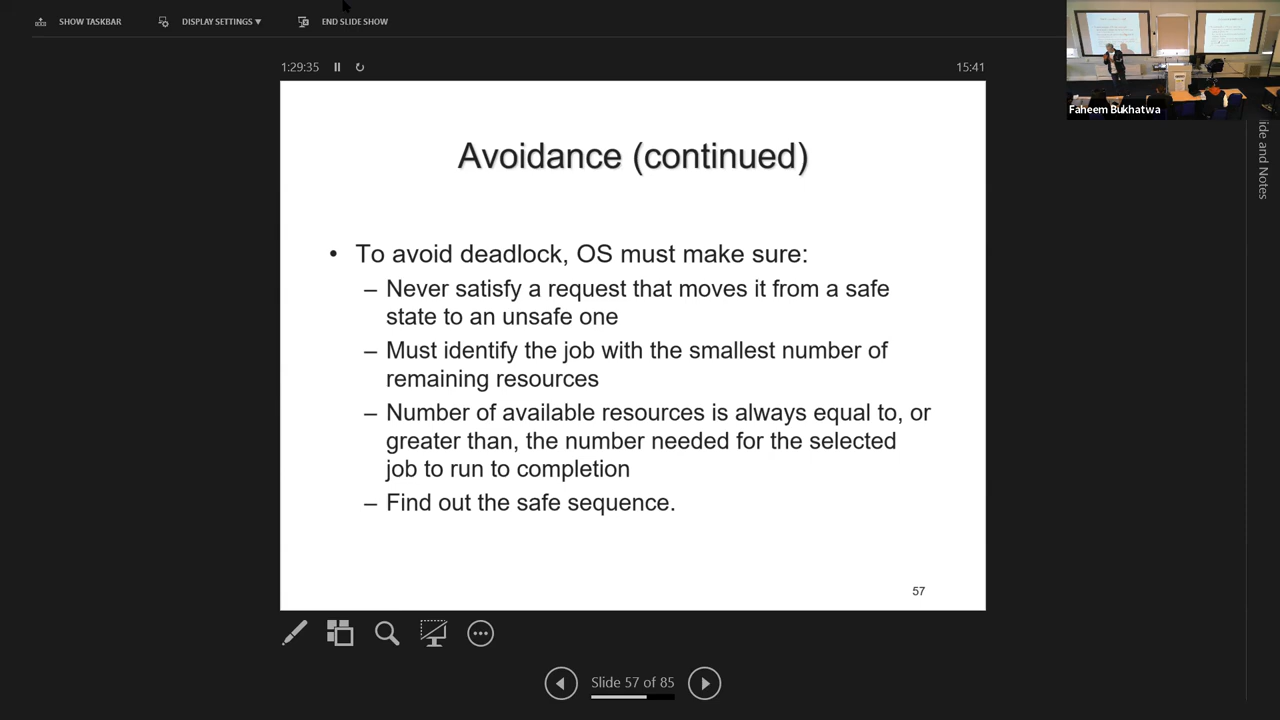 SHOW TASKBAR
DISPLAY SETTINGS ▾
END SLIDE SHOW
1:29:35
15:41
Faheem Bukhatwa
ide and Notes
Avoidance (continued)
• To avoid deadlock, OS must make sure:
– Never satisfy a request that moves it from a safe
state to an unsafe one
– Must identify the job with the smallest number of
remaining resources
– Number of available resources is always equal to, or
greater than, the number needed for the selected
job to run to completion
– Find out the safe sequence.
57
Slide 57 of 85